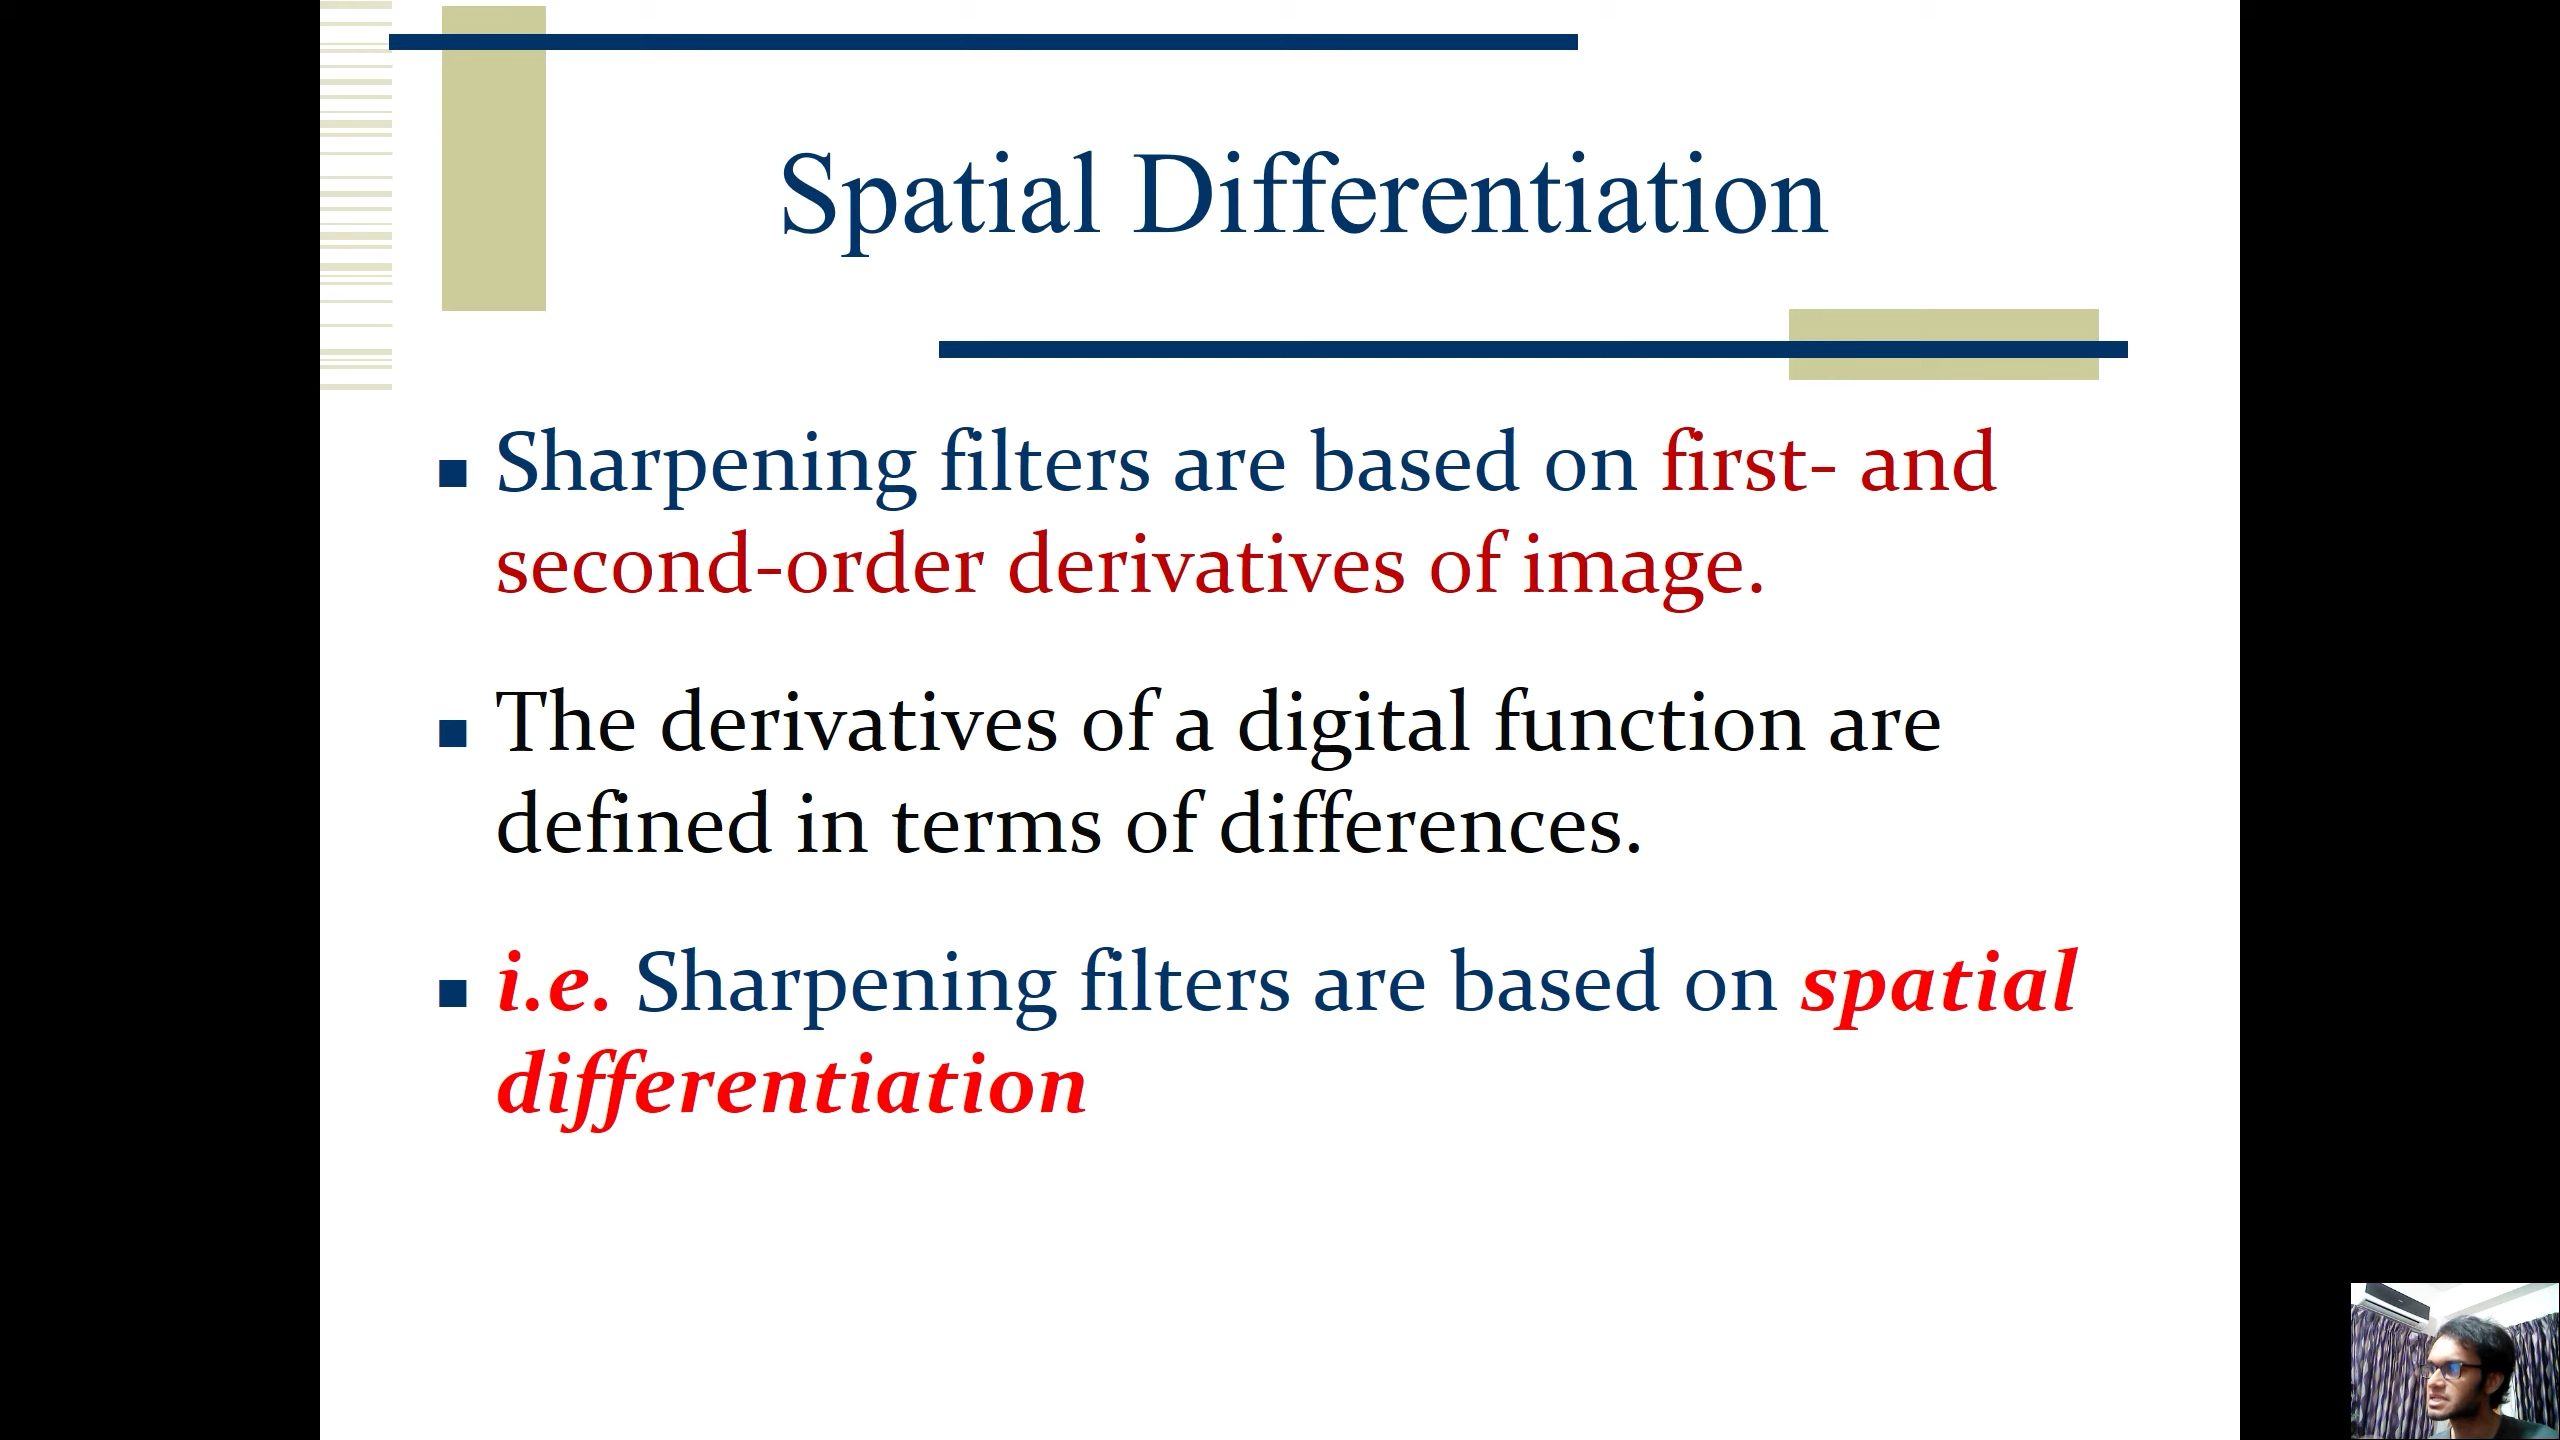 Spatial Differentiation
Sharpening filters are based on first- and
second-order derivatives of image.
The derivatives of a digital function are
defined in terms of differences.
i.e. Sharpening filters are based on spatial
differentiation